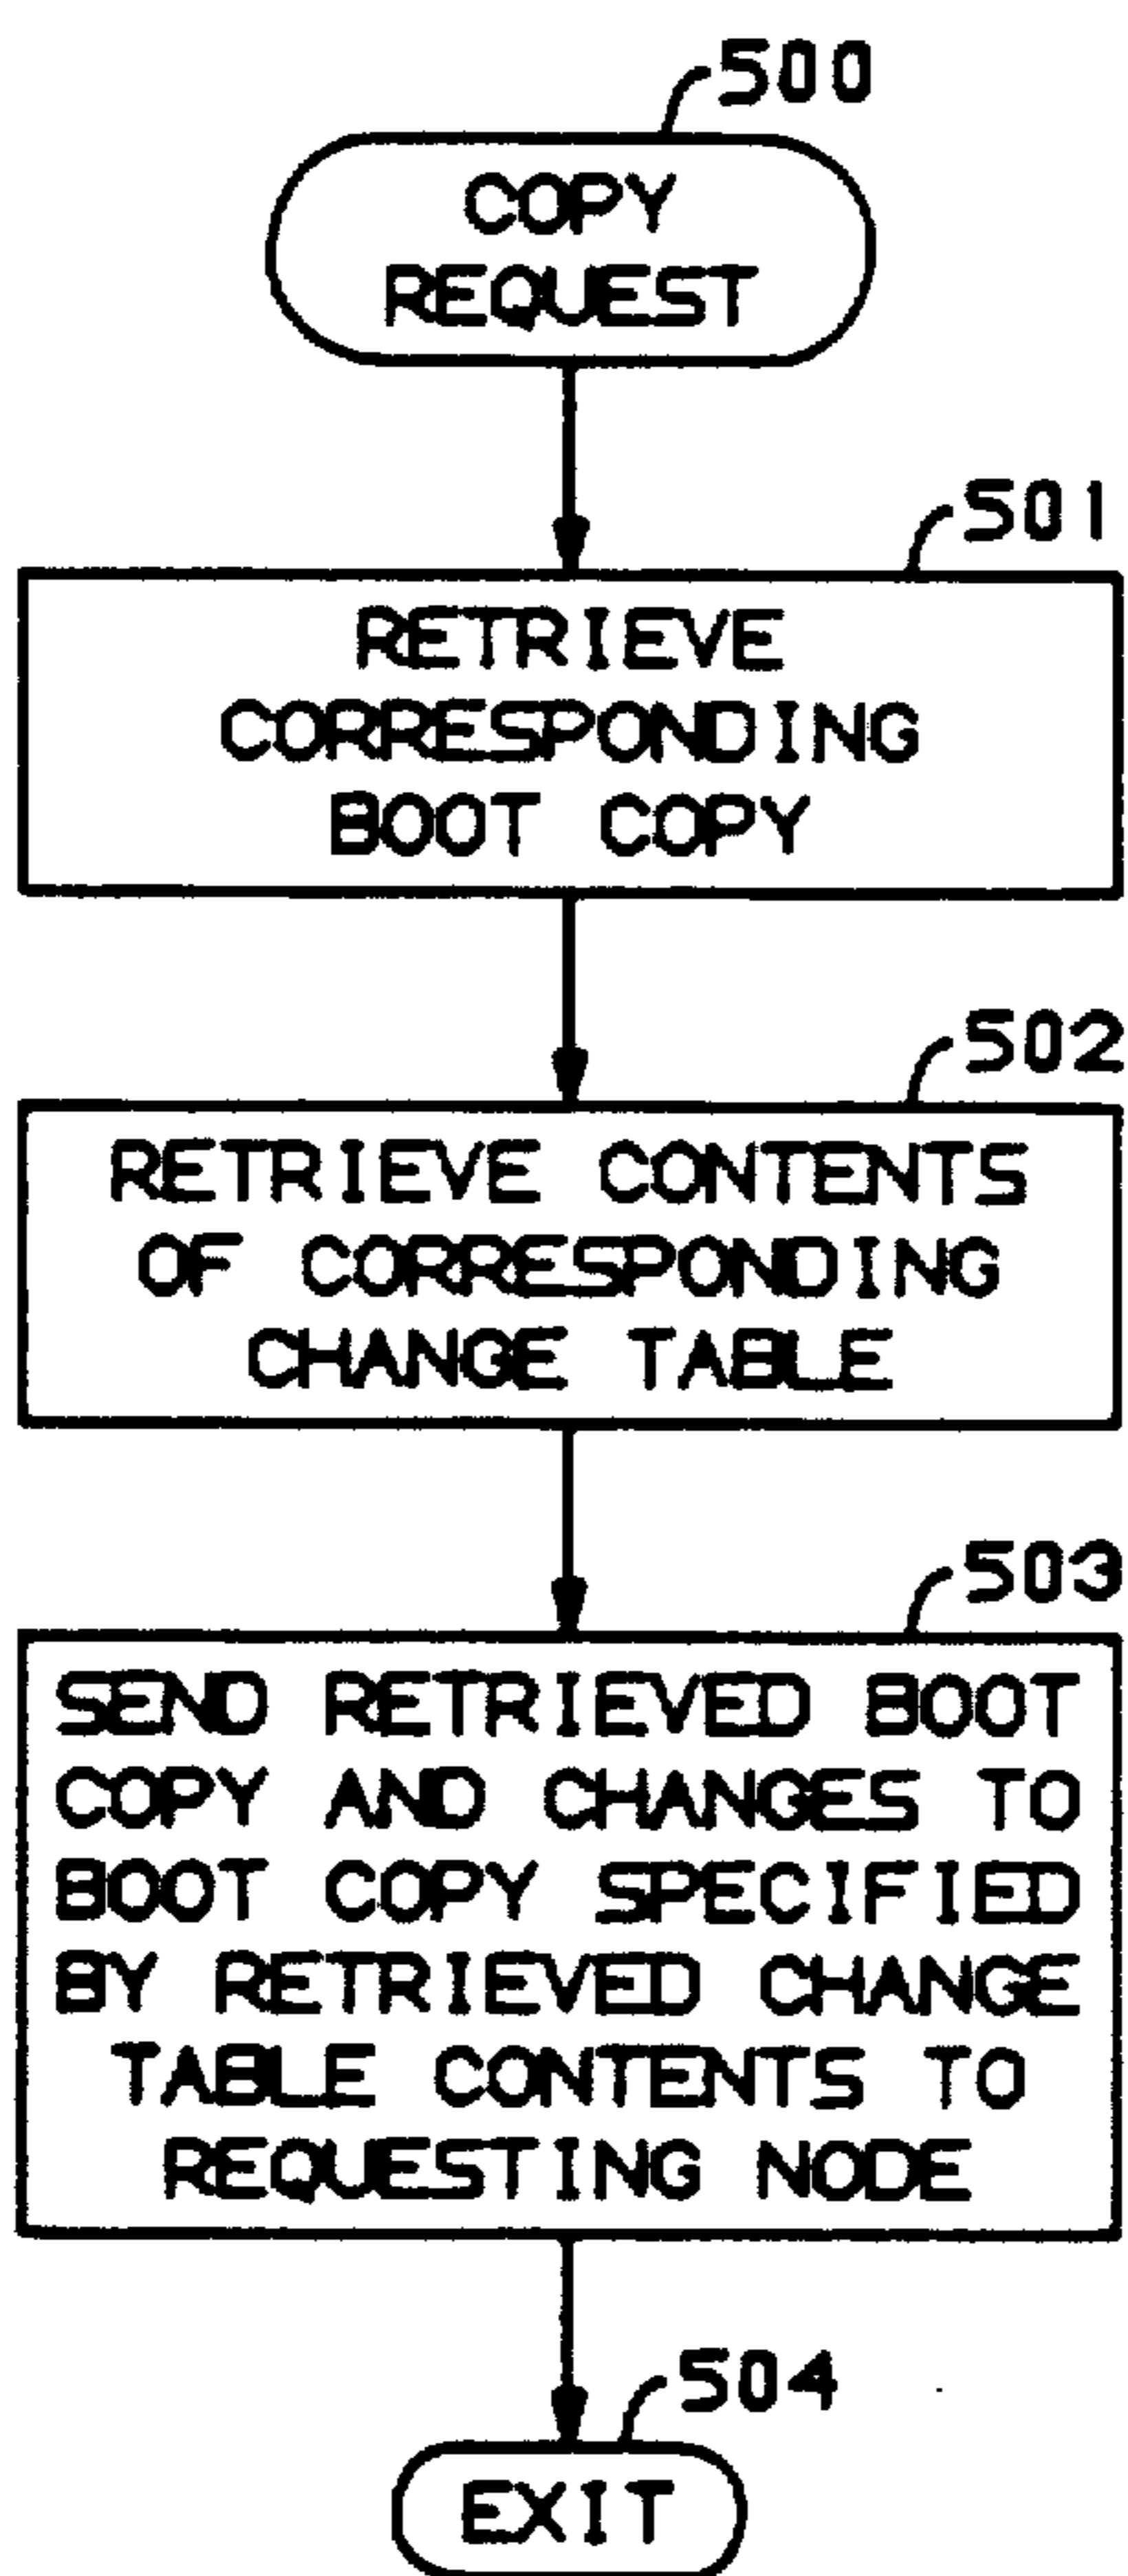 500
COPY
REQUEST
501
RETRIEVE
CORRESPONDING
BOOT COPY
502
RETRIEVE CONTENTS
OF CORRESPONDING
CHANGE TABLE
503
SEND RETRIEVED BOOT
COPY AND CHANGES TO
BOOT COPY SPECIFIED
BY RETRIEVED CHANGE
TABLE CONTENTS TO
REQUESTING NODE
504
EXIT